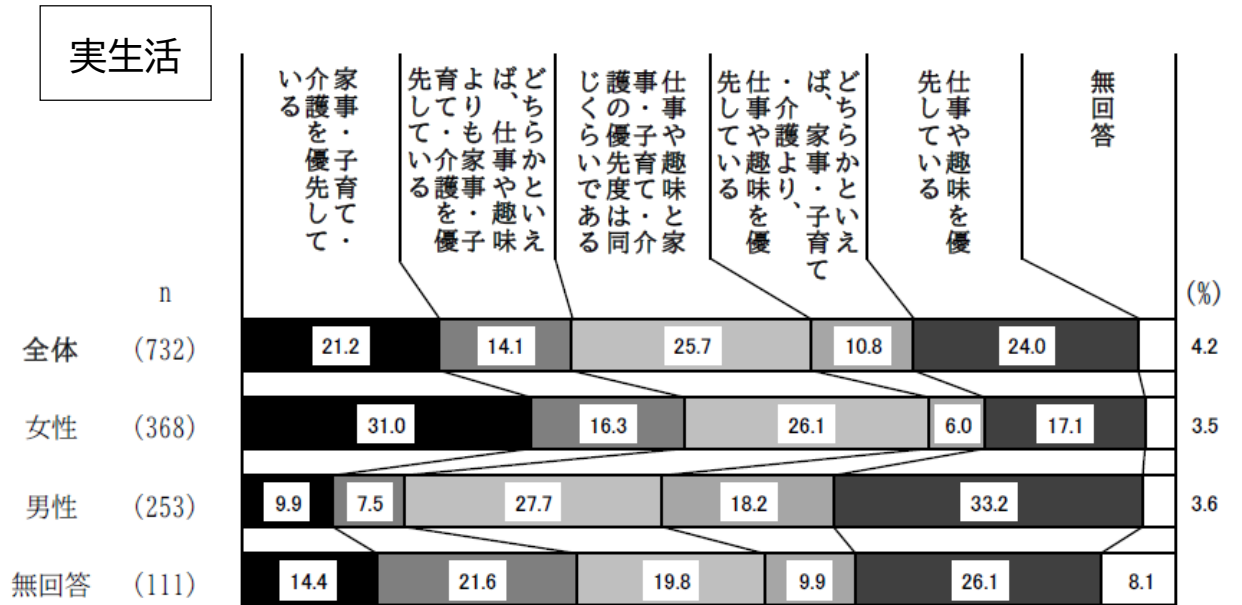 実生活
家事・子育て・
介護を優先して
いる
どちらかといえ
ば、仕事や趣味
よりも家事・子
育て・介護を優
先している
仕事や趣味と家
事・子育て・介
護の優先度は同
じくらいである
どちらかといえ
ば、家事・子育て
・介護より、
仕事や趣味を優
先している
仕事や趣味を優
先している
無回答
n
(%)
全体 (732) 21.2 14.1 25.7 10.8 24.0 4.2
女性 (368) 31.0 16.3 26.1 6.0 17.1 3.5
男性 (253) 9.9 7.5 27.7 18.2 33.2 3.6
無回答 (111) 14.4 21.6 19.8 9.9 26.1 8.1